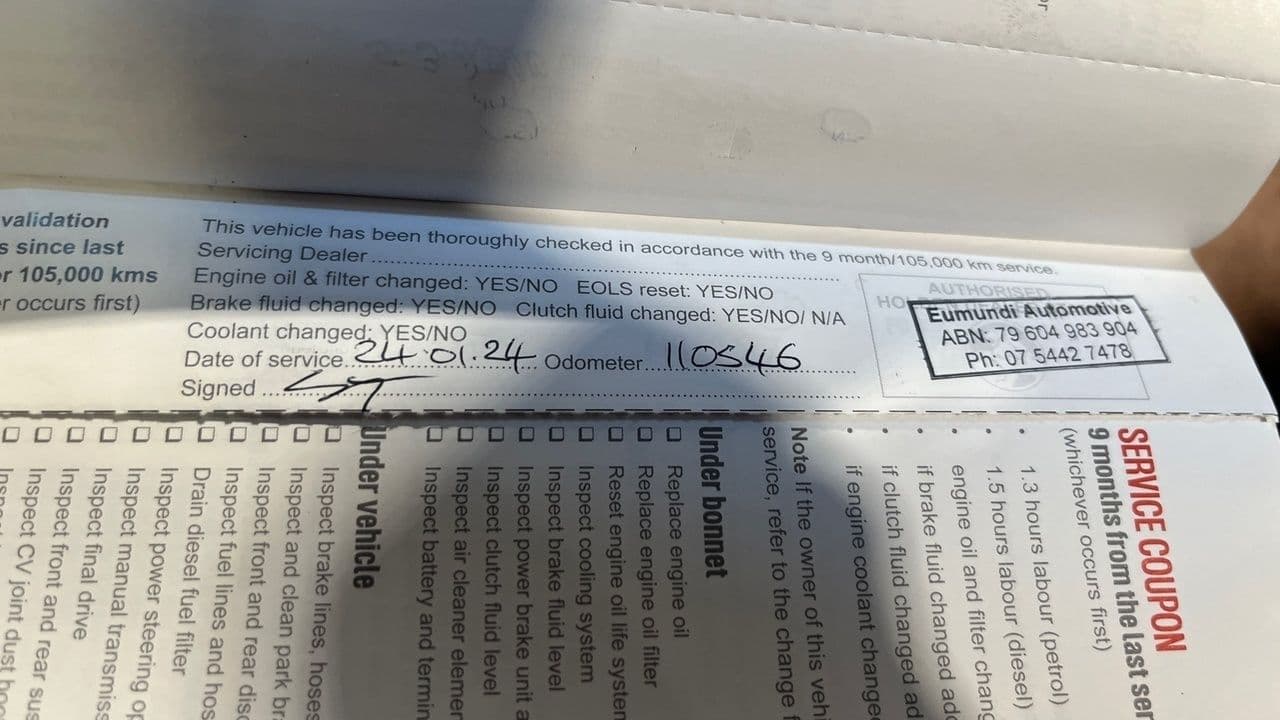 validation
s since last
or 105,000 kms
er occurs first)
This vehicle has been thoroughly checked in accordance with the 9 month/105,000 km service.
Servicing Dealer
Engine oil & filter changed: YES/NO EOLS reset: YES/NO
Brake fluid changed: YES/NO Clutch fluid changed: YES/NO/ N/A
Coolant changed: YES/NO
Date of service 24.01.24 Odometer 110546
Signed
AUTHORISED
HO
Eumundi Automotive
ABN: 79 604 983 904
Ph: 07 5442 7478
SERVICE COUPON
9 months from the last ser
(whichever occurs first)
• 1.3 hours labour (petrol)
• 1.5 hours labour (diesel)
engine oil and filter chang
• if brake fluid changed add
• if clutch fluid changed ad
• if engine coolant change
Note If the owner of this vehi
service, refer to the change f
Under bonnet
Replace engine oil
Replace engine oil filter
Reset engine oil life system
Inspect cooling system
Inspect brake fluid level
Inspect power brake unit a
Inspect clutch fluid level
Inspect air cleaner elemen
Inspect battery and termin
Under vehicle
Inspect brake lines, hoses
Inspect and clean park br
Inspect front and rear disc
Inspect fuel lines and hos
Drain diesel fuel filter
Inspect power steering op
Inspect manual transmiss
Inspect final drive
Inspect front and rear sus
Inspect CV joint dust boo